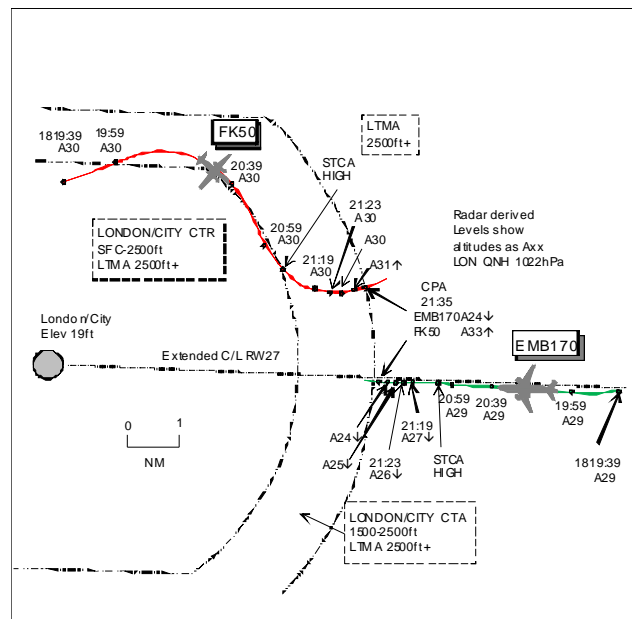 FK50
LTMA
2500ft+
1819:39
A30
19:59
A30
20:39
A30
STCA
HIGH
21:23
A30
20:59
A30
A30
21:19
A30
A31↑
Radar derived
Levels show
altitudes as Axx
LON QNH 1022hPa
LONDON/CITY CTR
SFC-2500ft
LTMA 2500ft+
CPA
21:35
EMB170A24↓
FK50 A33↑
London/City
Elev 19ft
Extended C/L RW27
EMB170
0 1
NM
20:59
A29
20:39
A29
19:59
A29
1819:39
A29
A24↓
A25↓
21:23
A26↓
21:19
A27↓
STCA
HIGH
LONDON/CITY CTA
1500-2500ft
LTMA 2500ft+